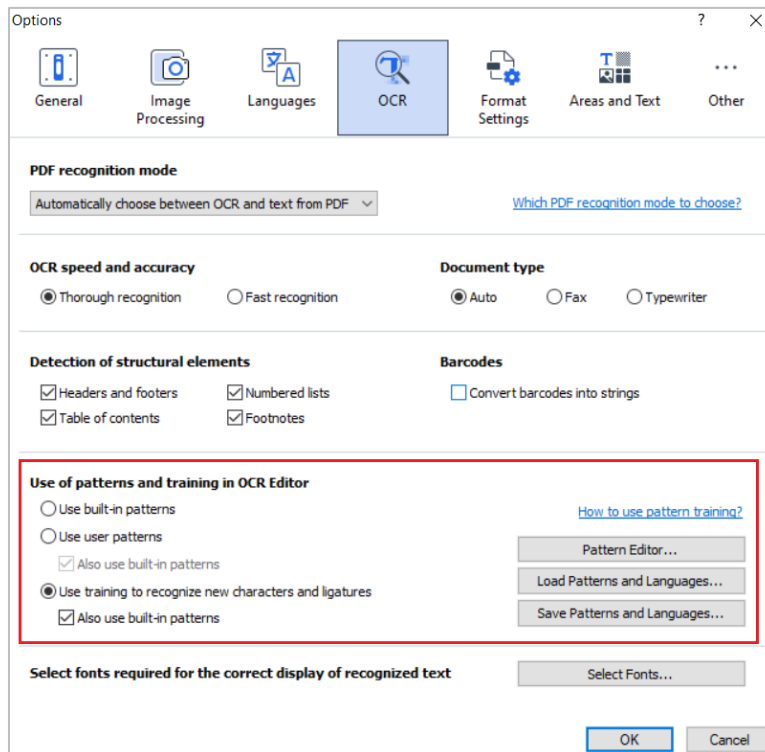 Options ?
General
Image
Processing
Languages
OCR
Format
Settings
Areas and Text
Other
PDF recognition mode
Automatically choose between OCR and text from PDF
Which PDF recognition mode to choose?
OCR speed and accuracy
Thorough recognition
Fast recognition
Document type
Auto
Fax
Typewriter
Detection of structural elements
Headers and footers
Numbered lists
Table of contents
Footnotes
Barcodes
Convert barcodes into strings
Use of patterns and training in OCR Editor
Use built-in patterns
Use user patterns
Also use built-in patterns
Use training to recognize new characters and ligatures
Also use built-in patterns
How to use pattern training?
Pattern Editor...
Load Patterns and Languages...
Save Patterns and Languages...
Select fonts required for the correct display of recognized text
Select Fonts...
OK
Cancel